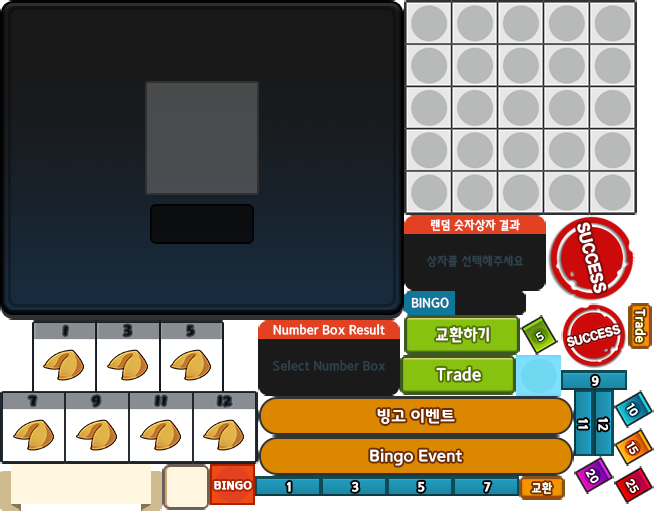 랜덤 숫자상자 결과
상자를 선택해주세요
SUCCESS
BINGO
SUCCESS
Trade
1 3 5
Number Box Result
교환하기
5
Select Number Box
Trade
9
7 9 11 12
빙고 이벤트
11
12
10
Bingo Event
15
BINGO
1 3 5 7
교환
20
25